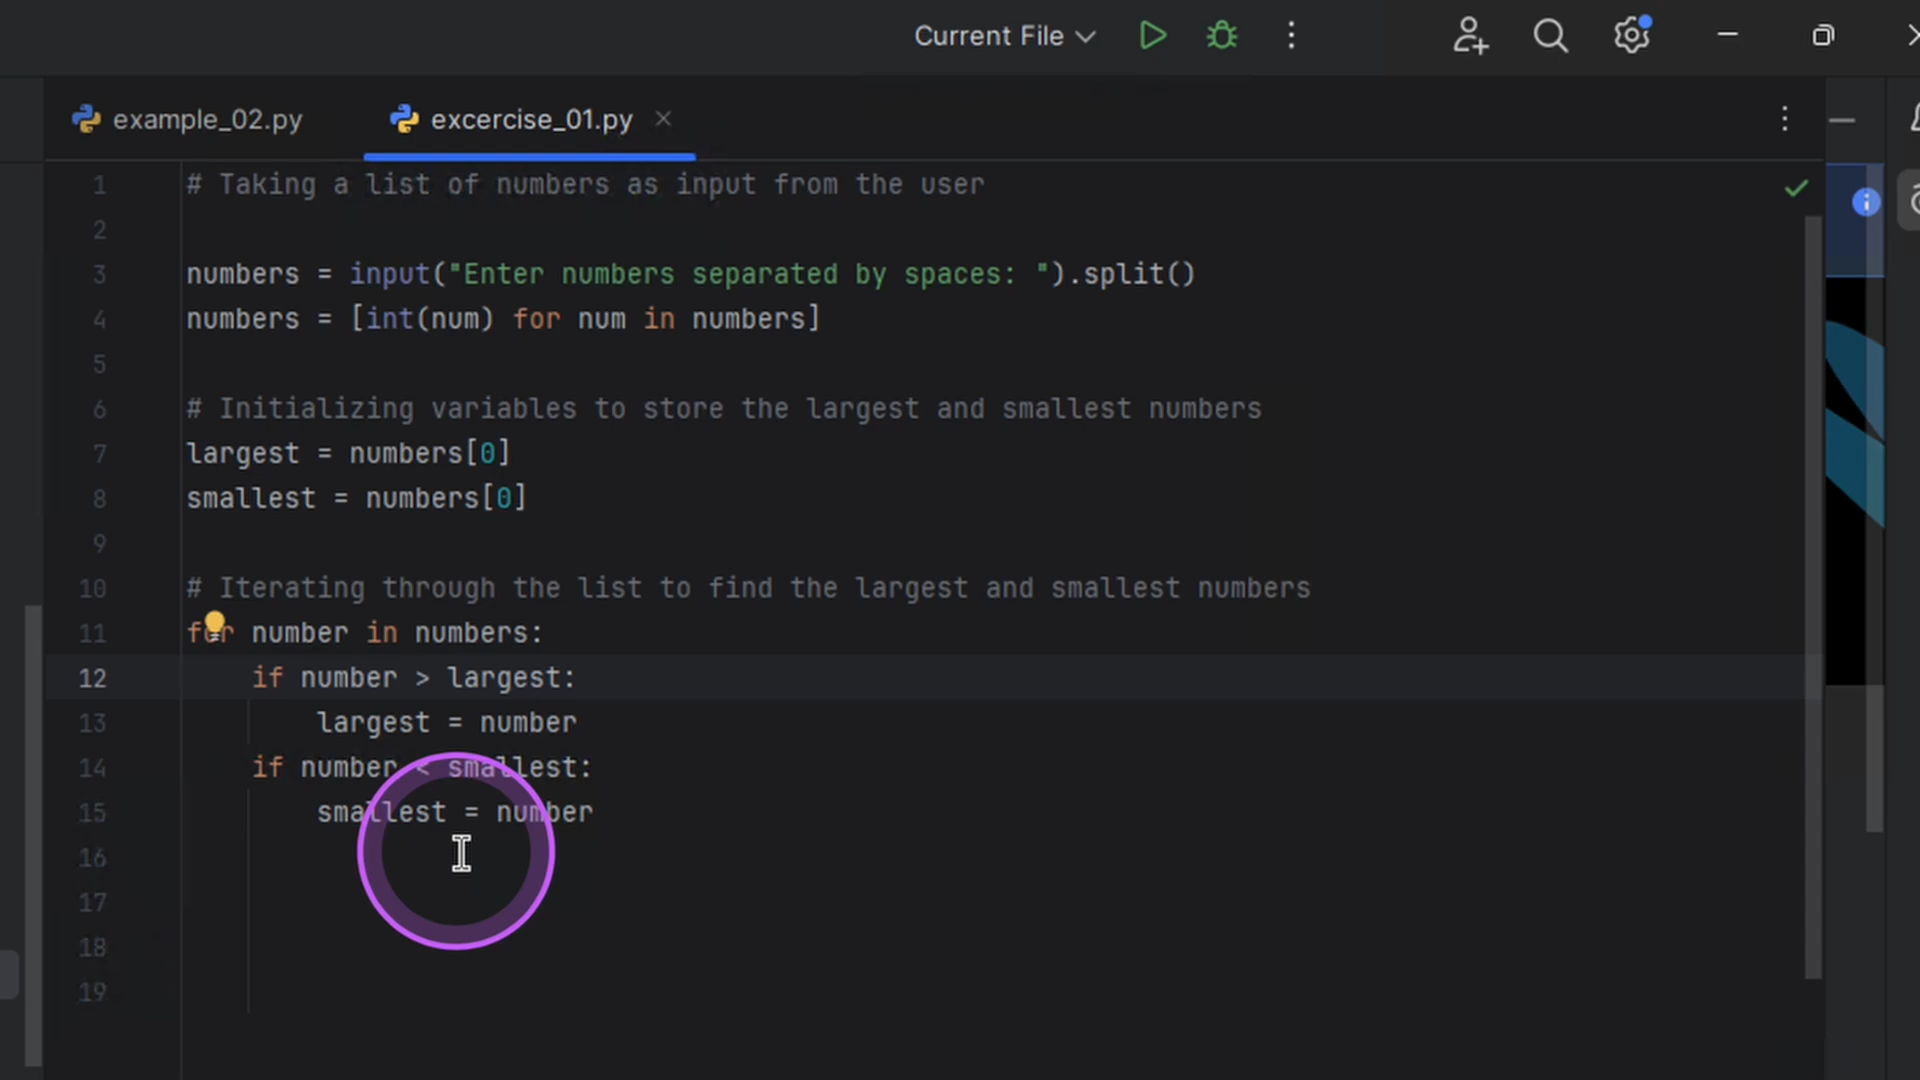 Current File
example_02.py
excercise_01.py
1 # Taking a list of numbers as input from the user
2
3 numbers = input("Enter numbers separated by spaces: ").split()
4 numbers = [int(num) for num in numbers]
5
6 # Initializing variables to store the largest and smallest numbers
7 largest = numbers[0]
8 smallest = numbers[0]
9
10 # Iterating through the list to find the largest and smallest numbers
11 for number in numbers:
12 if number > largest:
13 largest = number
14 if number < smallest:
15 smallest = number
16
17
18
19